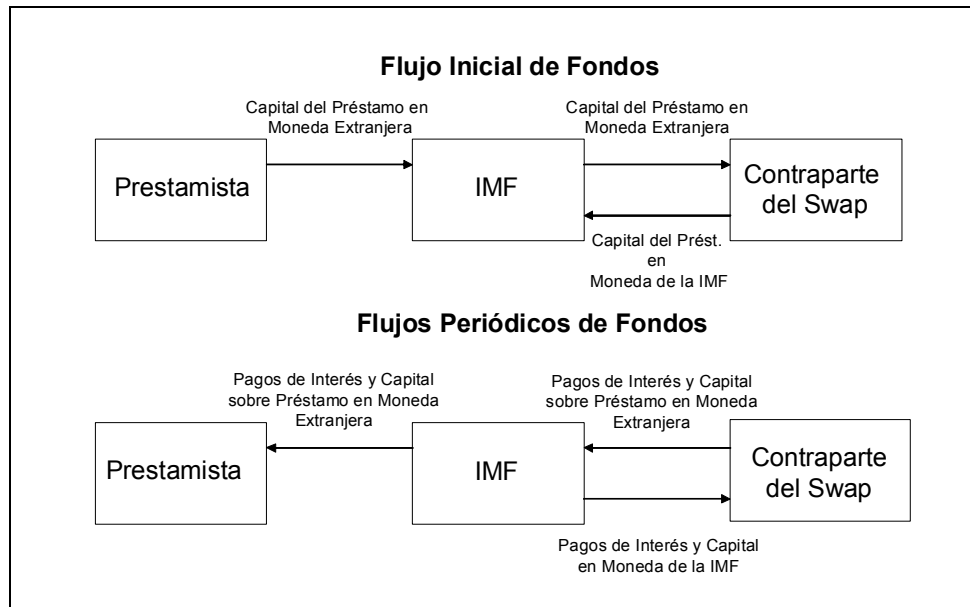 Flujo Inicial de Fondos
Capital del Préstamo en
Moneda Extranjera
Capital del Préstamo en
Moneda Extranjera
Prestamista
IMF
Contraparte
del Swap
Capital del Prést.
en
Moneda de la IMF
Flujos Periódicos de Fondos
Pagos de Interés y Capital
sobre Préstamo en Moneda
Extranjera
Pagos de Interés y Capital
sobre Préstamo en Moneda
Extranjera
Prestamista
IMF
Contraparte
del Swap
Pagos de Interés y Capital
en Moneda de la IMF